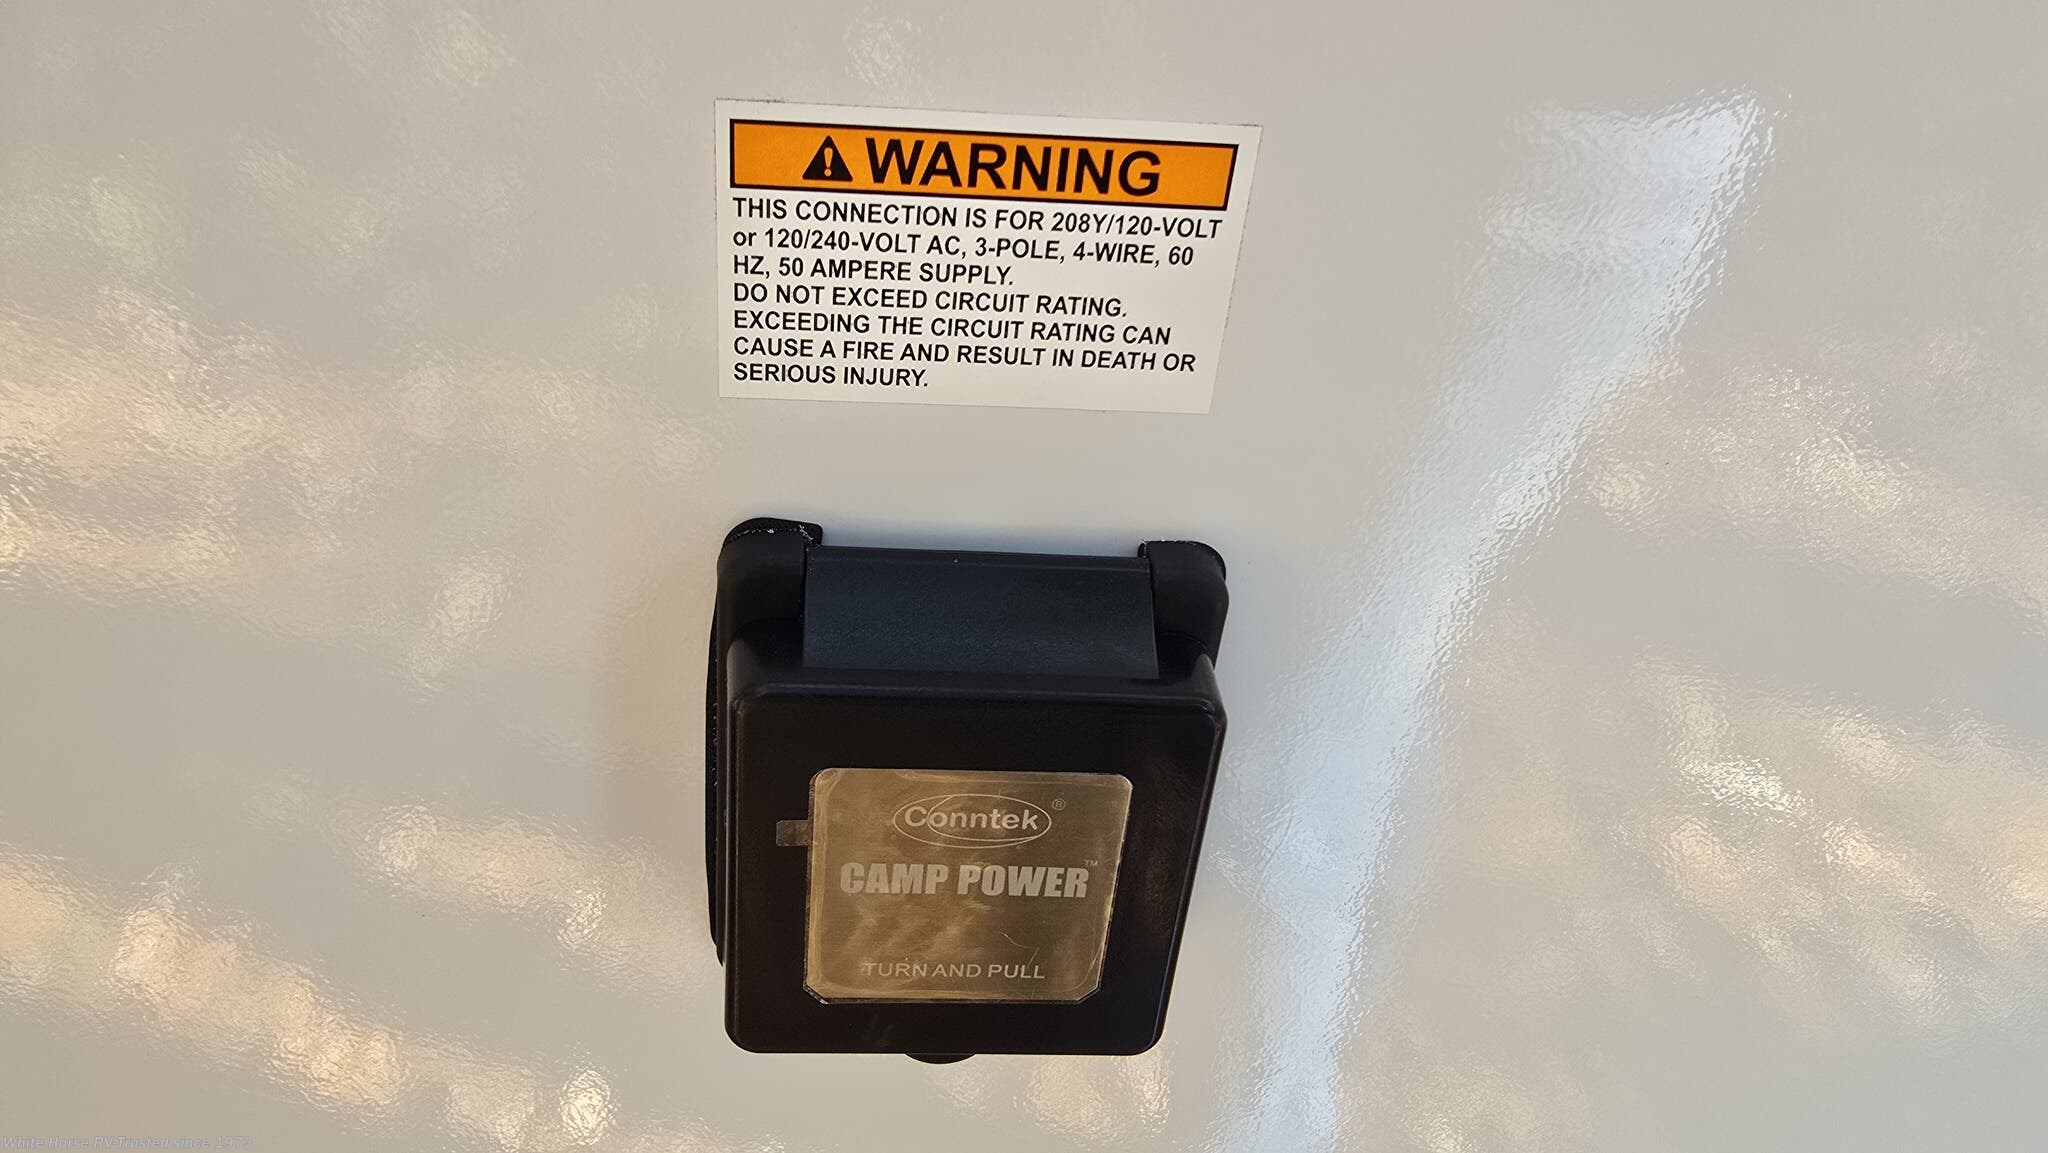 WARNING
THIS CONNECTION IS FOR 208Y/120-VOLT
or 120/240-VOLT AC, 3-POLE, 4-WIRE, 60
HZ, 50 AMPERE SUPPLY.
DO NOT EXCEED CIRCUIT RATING.
EXCEEDING THE CIRCUIT RATING CAN
CAUSE A FIRE AND RESULT IN DEATH OR
SERIOUS INJURY.
Conntek®
CAMP POWER™
TURN AND PULL
White Horse RV-Trusted since 1973